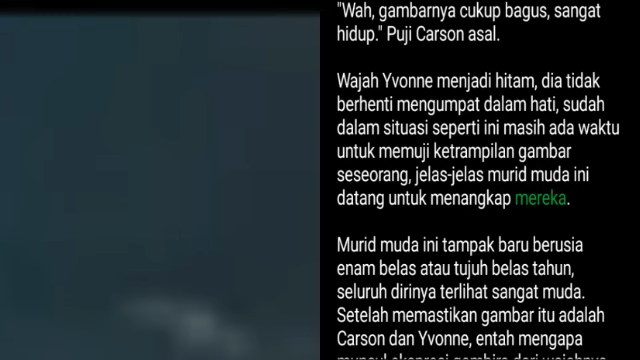 "Wah, gambarnya cukup bagus, sangat
hidup." Puji Carson asal.
Wajah Yvonne menjadi hitam, dia tidak
berhenti mengumpat dalam hati, sudah
dalam situasi seperti ini masih ada waktu
untuk memuji ketrampilan gambar
seseorang, jelas-jelas murid muda ini
datang untuk menangkap mereka.
Murid muda ini tampak baru berusia
enam belas atau tujuh belas tahun,
seluruh dirinya terlihat sangat muda.
Setelah memastikan gambar itu adalah
Carson dan Yvonne, entah mengapa